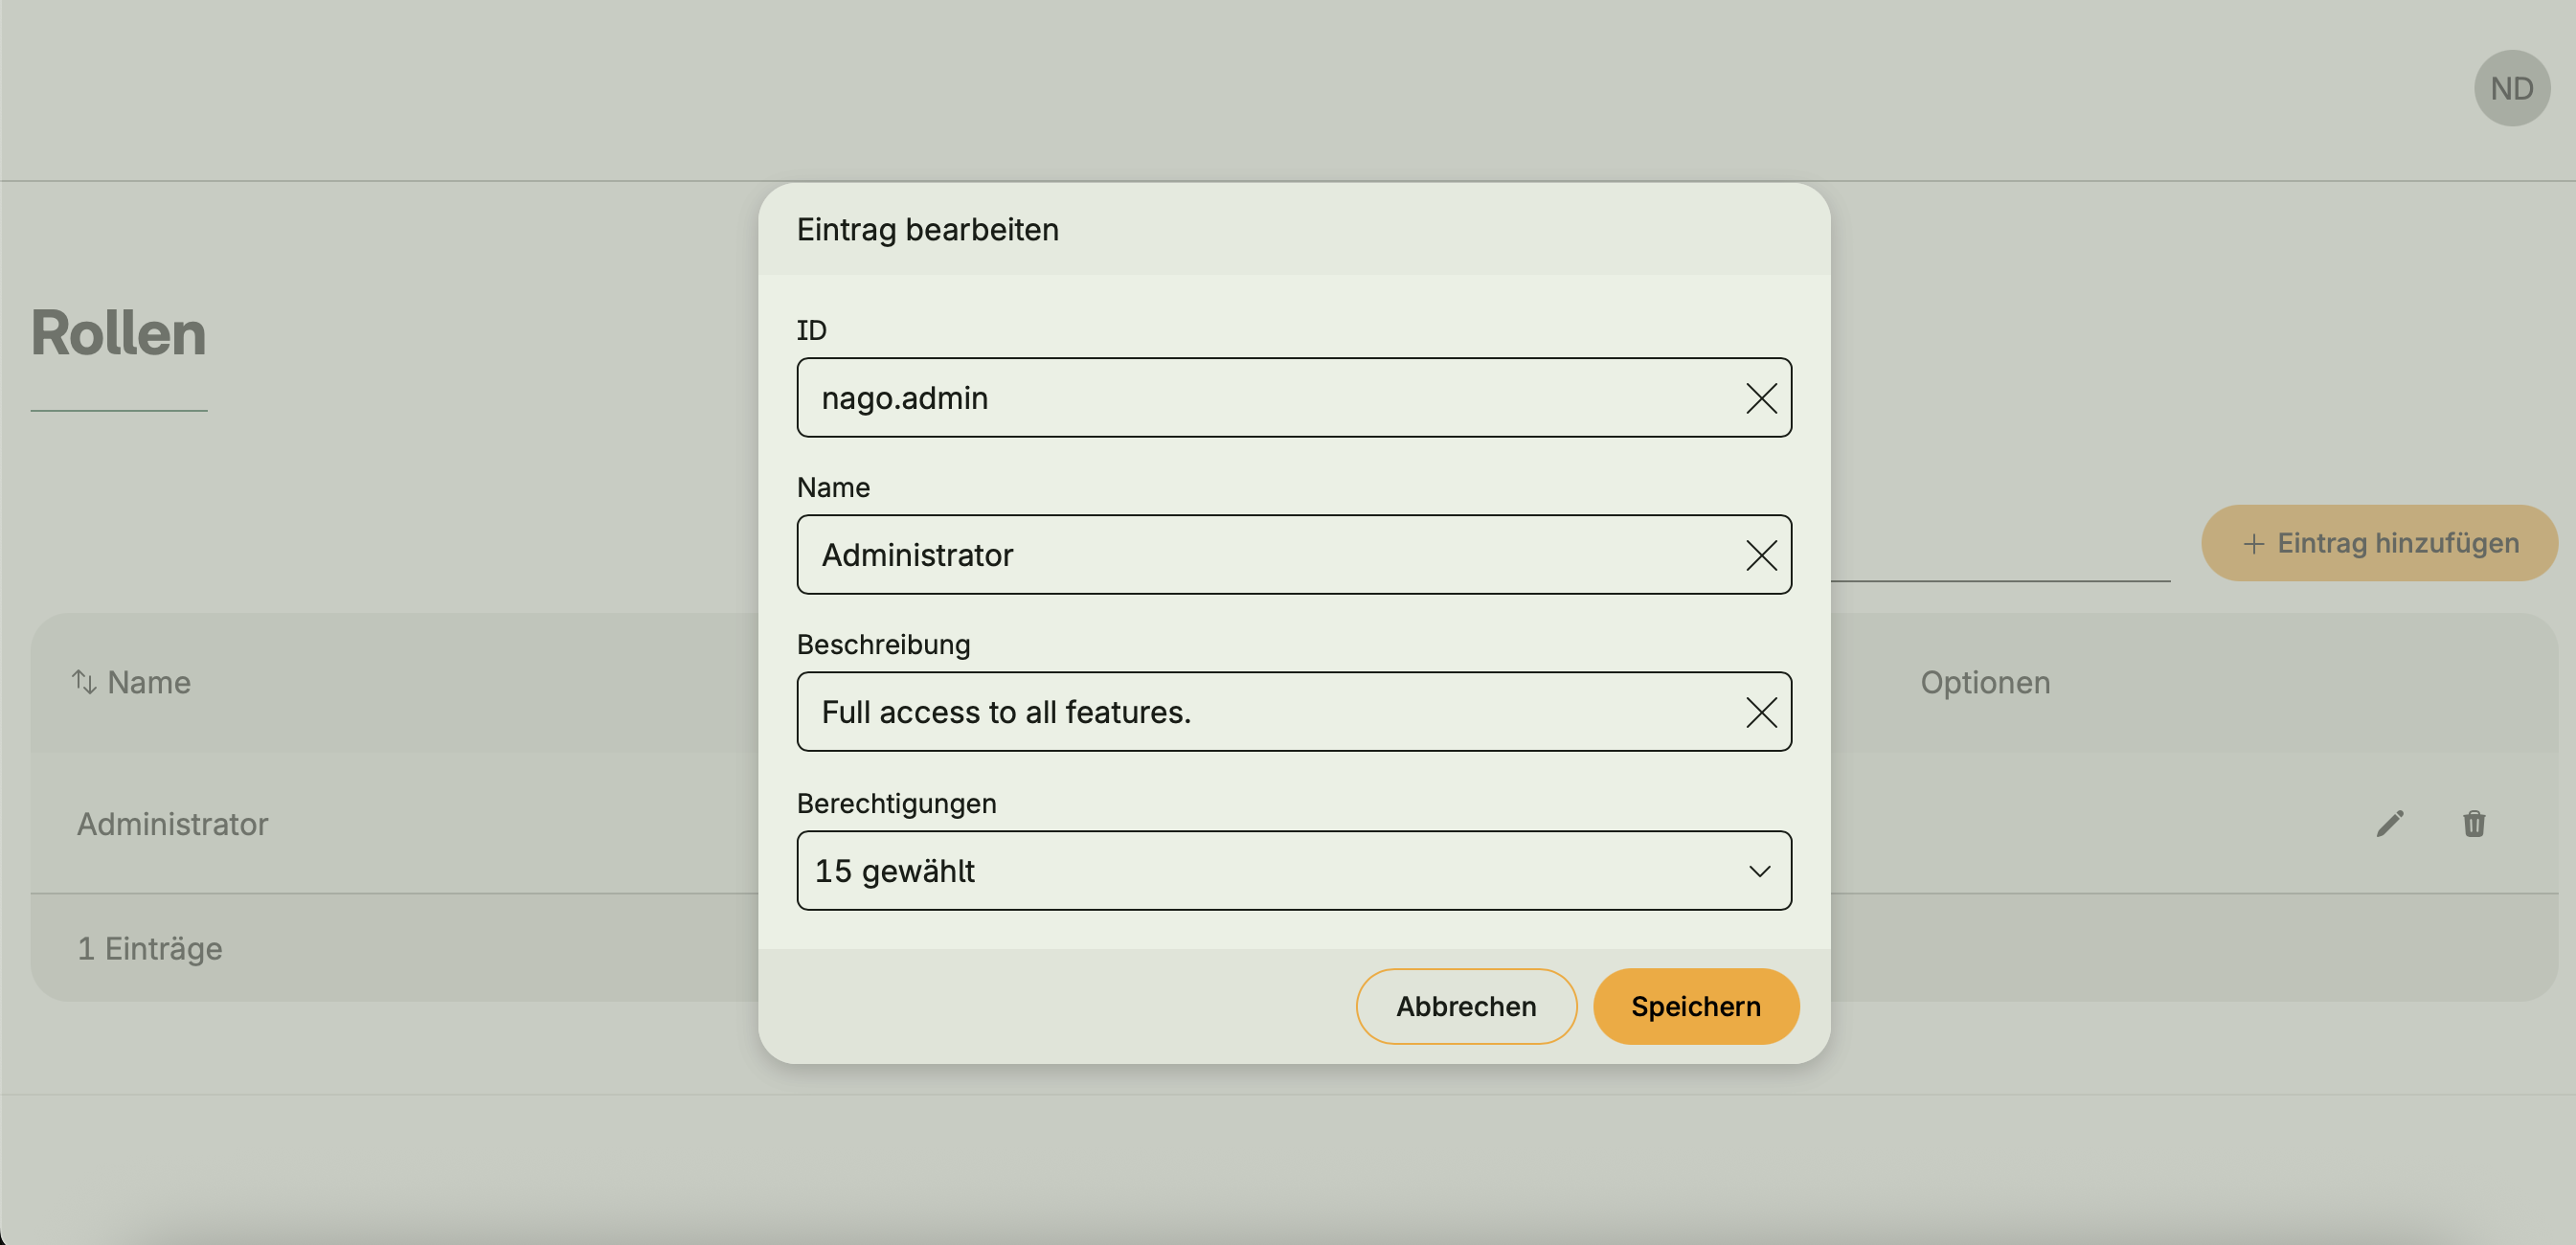 ND
Rollen
Eintrag hinzufügen
Name
Optionen
Administrator
1 Einträge
Eintrag bearbeiten
ID
nago.admin
Name
Administrator
Beschreibung
Full access to all features.
Berechtigungen
15 gewählt
Abbrechen
Speichern